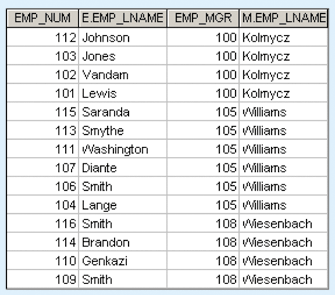 EMP_NUM E.EMP_LNAME EMP_MGR M.EMP_LNAME
112 Johnson 100 Kolmycz
103 Jones 100 Kolmycz
102 Vandam 100 Kolmycz
101 Lewis 100 Kolmycz
115 Saranda 105 Williams
113 Smythe 105 Williams
111 Washington 105 Williams
107 Diante 105 Williams
106 Smith 105 Williams
104 Lange 105 Williams
116 Smith 108 Wiesenbach
114 Brandon 108 Wiesenbach
110 Genkazi 108 Wiesenbach
109 Smith 108 Wiesenbach